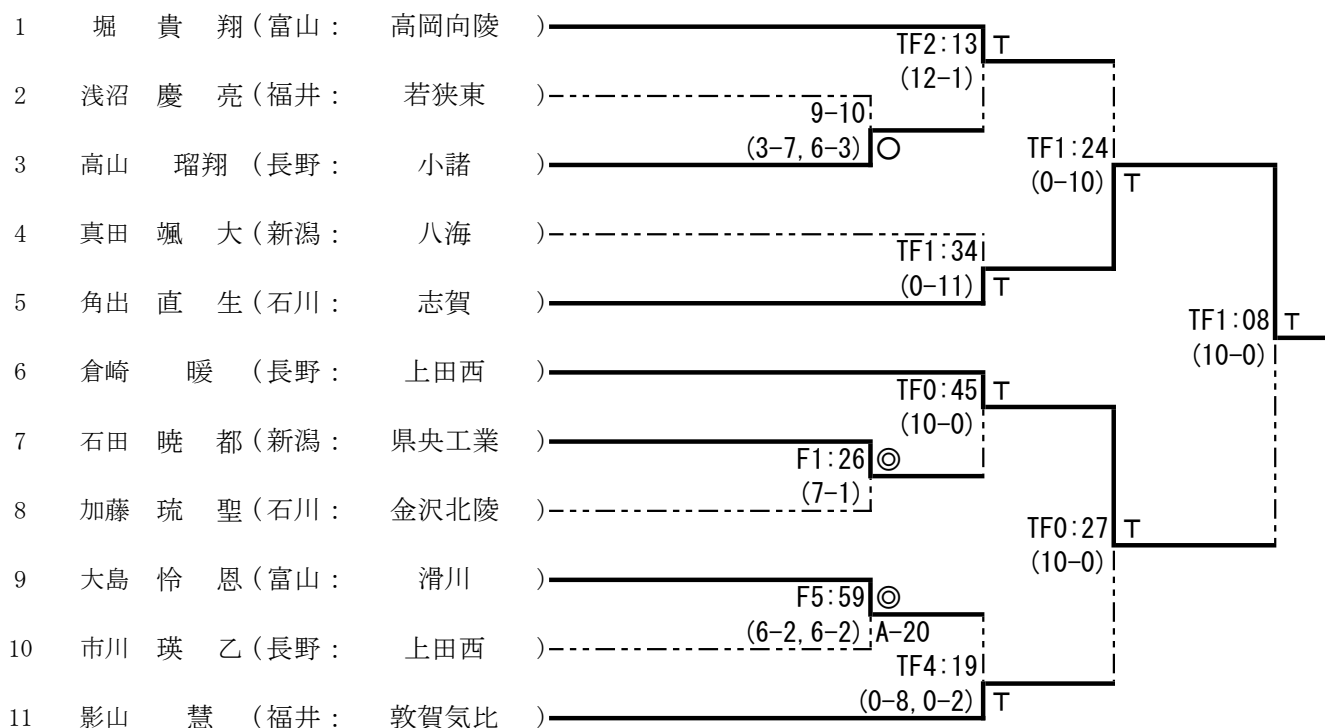 1 堀 貴 翔 (富山: 高岡向陵 )
TF2:13 T
(12-1)
2 浅沼 慶 亮 (福井: 若狭東 )
9-10
(3-7, 6-3) ○
3 高山 瑠翔 (長野: 小諸 )
TF1:24
(0-10) T
4 真田 颯 大 (新潟: 八海 )
TF1:34
(0-11) T
5 角出 直 生 (石川: 志賀 )
TF1:08 T
(10-0)
6 倉崎 暖 (長野: 上田西 )
TF0:45 T
(10-0)
7 石田 暁 都 (新潟: 県央工業 )
F1:26 ◎
(7-1)
8 加藤 琉 聖 (石川: 金沢北陵 )
TF0:27 T
(10-0)
9 大島 怜 恩 (富山: 滑川 )
F5:59 ◎
(6-2, 6-2) A-20
10 市川 瑛 乙 (長野: 上田西 )
TF4:19
(0-8, 0-2) T
11 影山 慧 (福井: 敦賀気比 )